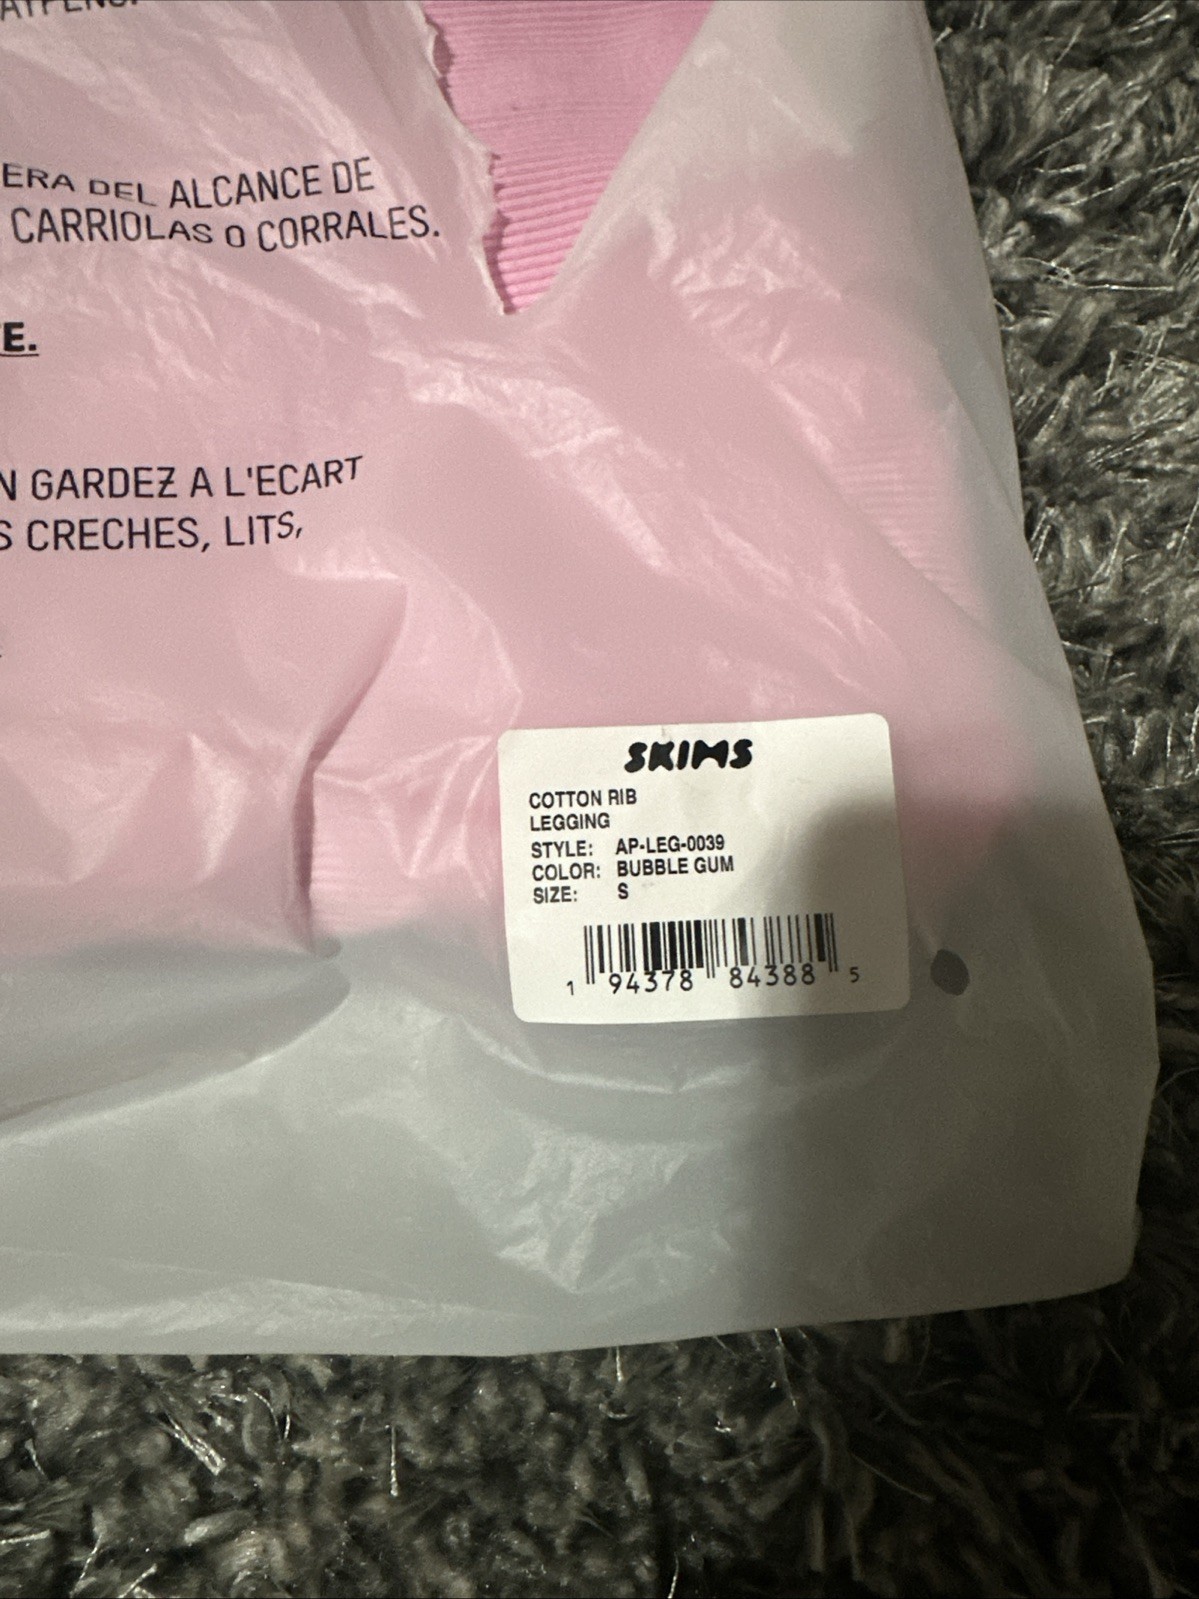 ERA DEL ALCANCE DE
CARRIOLAS O CORRALES.
E.
N GARDEZ A L'ECART
S CRECHES, LITS,
SKIMS
COTTON RIB
LEGGING
STYLE: AP-LEG-0039
COLOR: BUBBLE GUM
SIZE: S
1 94378 84388 5